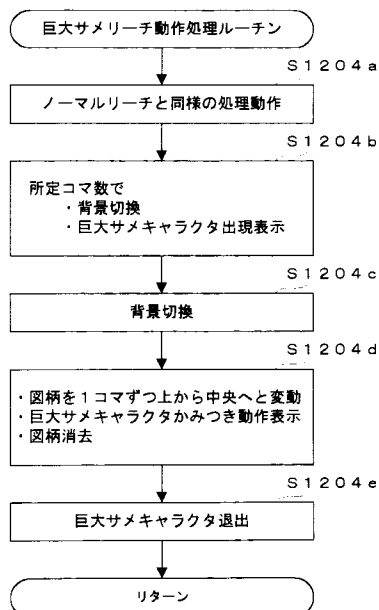 巨大サメリーチ動作処理ルーチン
S1204a
ノーマルリーチと同様の処理動作
S1204b
所定コマ数で
・背景切換
・巨大サメキャラクタ出現表示
S1204c
背景切換
S1204d
・図柄を1コマずつ上から中央へと変動
・巨大サメキャラクタかみつき動作表示
・図柄消去
S1204e
巨大サメキャラクタ退出
リターン